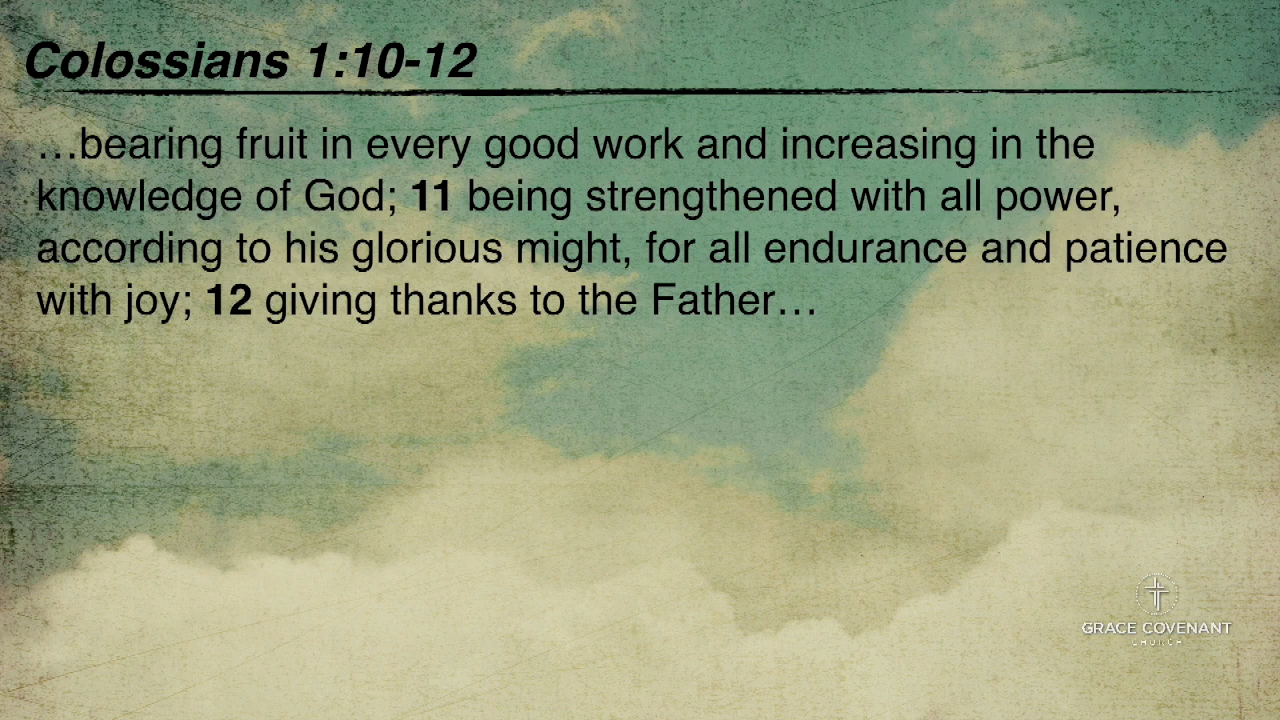 Colossians 1:10-12
…bearing fruit in every good work and increasing in the
knowledge of God; 11 being strengthened with all power,
according to his glorious might, for all endurance and patience
with joy; 12 giving thanks to the Father…
GRACE COVENANT
CHURCH